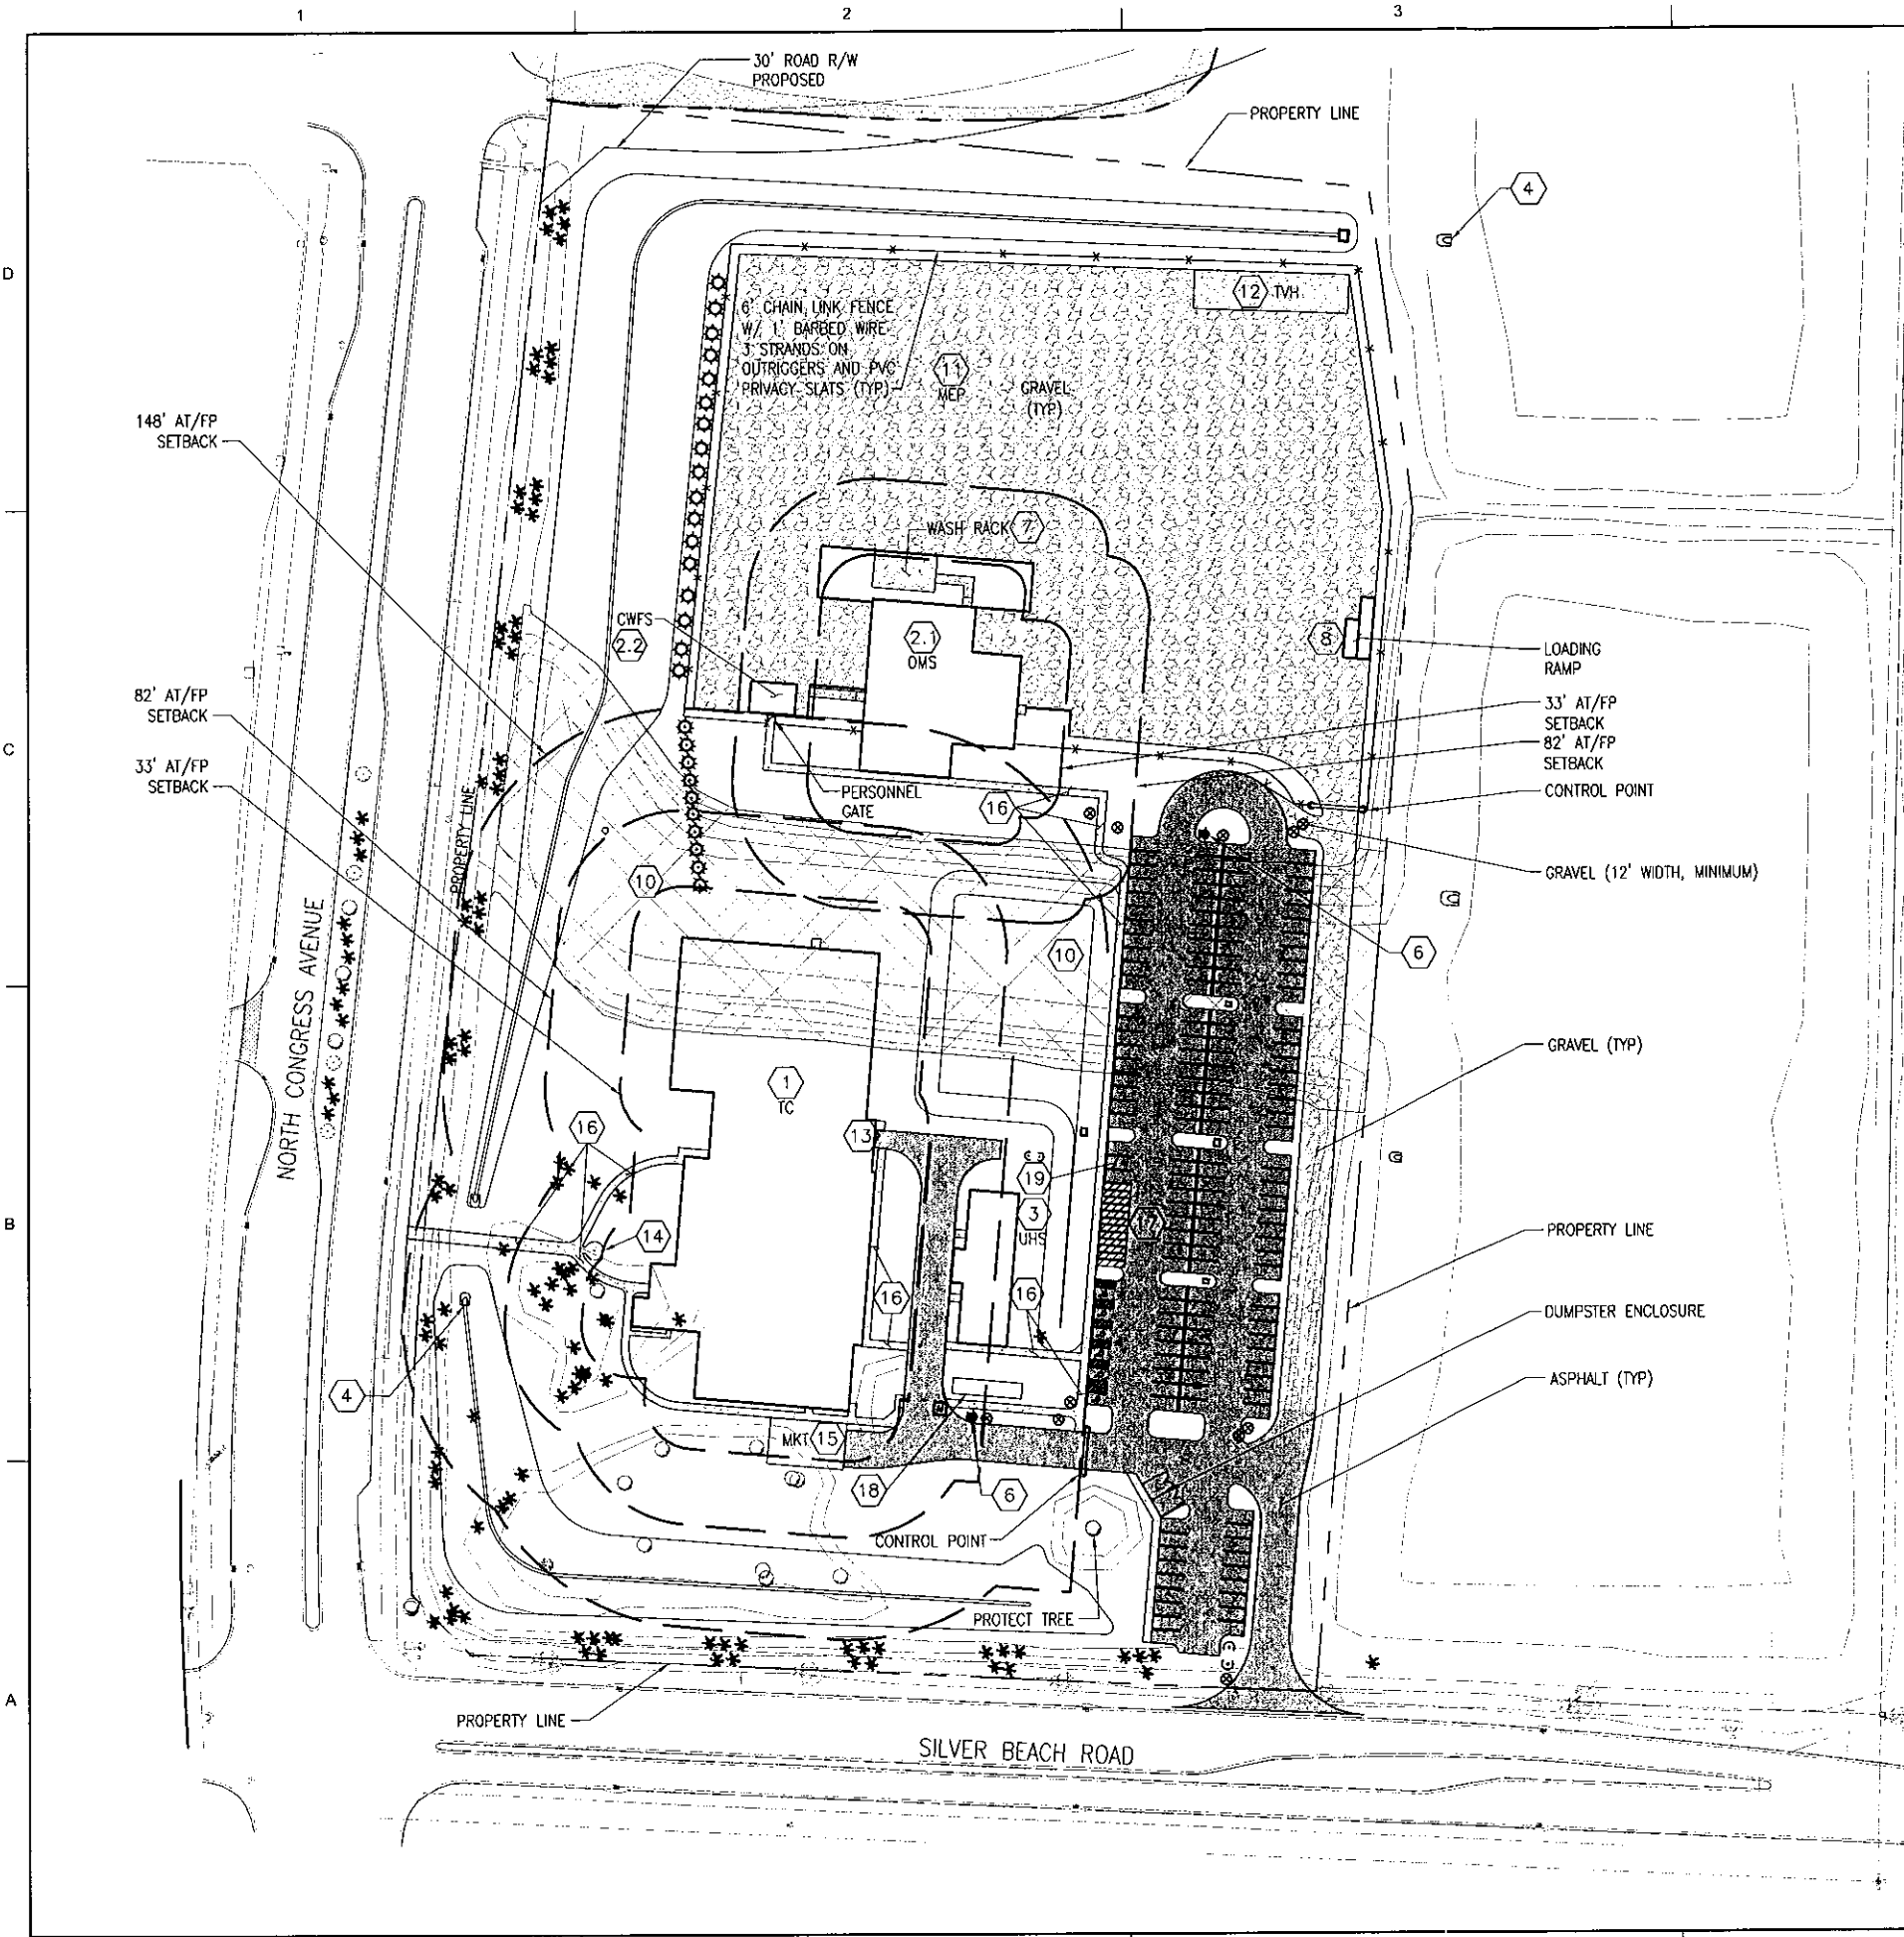 1
2
3
D
C
B
A
30' ROAD R/W
PROPOSED
PROPERTY LINE
4
12
TVH
6' CHAIN LINK FENCE
W/ 1' BARBED WIRE
3 STRANDS ON
OUTRIGGERS AND PVC
PRIVACY SLATS (TYP)
11
MEP
GRAVEL
(TYP)
148' AT/FP
SETBACK
WASH RACK
7
CWFS
2.2
2.1
OMS
8
LOADING
RAMP
82' AT/FP
SETBACK
33' AT/FP
SETBACK
82' AT/FP
SETBACK
33' AT/FP
SETBACK
CONTROL POINT
PERSONNEL
GATE
16
PROPERTY LINE
GRAVEL (12' WIDTH, MINIMUM)
10
10
6
NORTH CONGRESS AVENUE
GRAVEL (TYP)
1
TC
16
13
19
3
UHS
17
14
PROPERTY LINE
16
16
DUMPSTER ENCLOSURE
4
ASPHALT (TYP)
MKT
15
18
6
CONTROL POINT
PROTECT TREE
PROPERTY LINE
SILVER BEACH ROAD